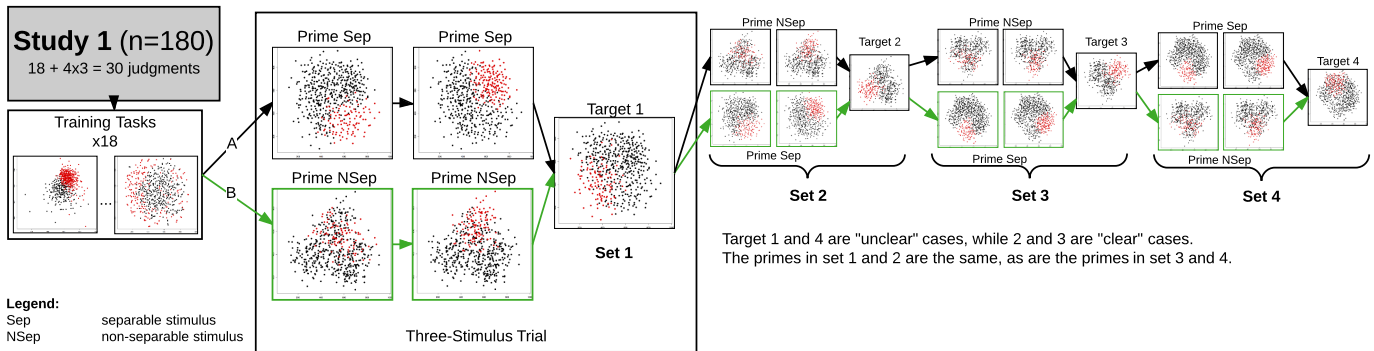 Study 1 (n=180)
18 + 4x3 = 30 judgments
Training Tasks
x18
...
A
B
Prime Sep
Prime Sep
Prime NSep
Prime NSep
Target 1
Set 1
Three-Stimulus Trial
Prime NSep
Target 2
Prime Sep
Set 2
Prime NSep
Target 3
Prime Sep
Set 3
Prime Sep
Target 4
Prime NSep
Set 4
Target 1 and 4 are "unclear" cases, while 2 and 3 are "clear" cases.
The primes in set 1 and 2 are the same, as are the primes in set 3 and 4.
Legend:
Sep separable stimulus
NSep non-separable stimulus